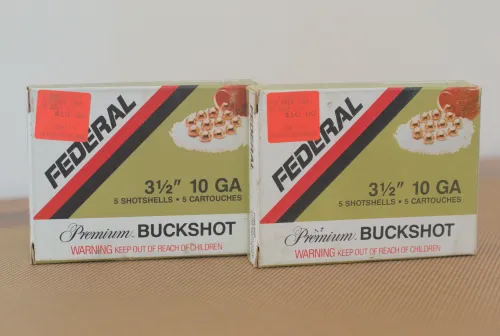 FEDERAL
3½" 10 GA
5 SHOTSHELLS • 5 CARTOUCHES
Premium BUCKSHOT
WARNING KEEP OUT OF REACH OF CHILDREN
FEDERAL
3½" 10 GA
5 SHOTSHELLS • 5 CARTOUCHES
Premium BUCKSHOT
WARNING KEEP OUT OF REACH OF CHILDREN